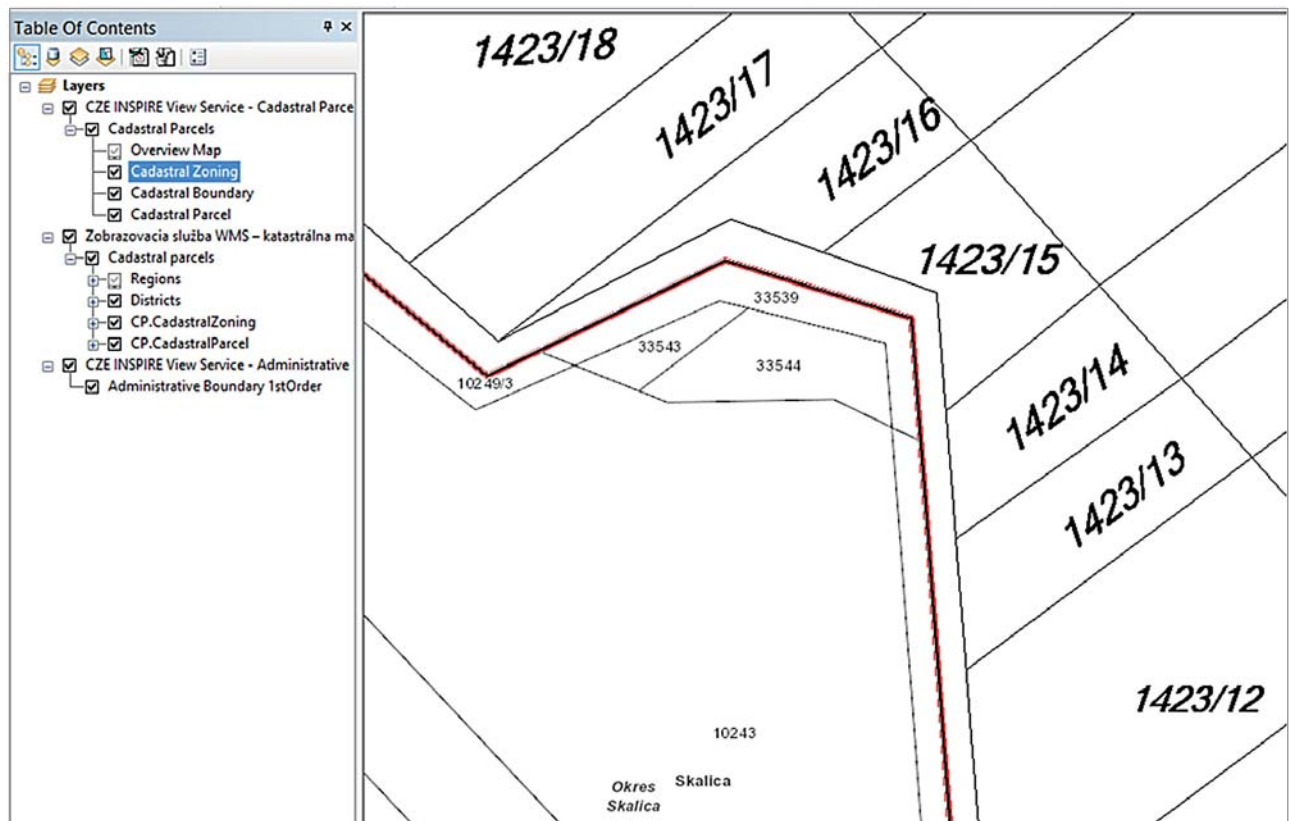 Table Of Contents
Layers
CZE INSPIRE View Service - Cadastral Parce
Cadastral Parcels
Overview Map
Cadastral Zoning
Cadastral Boundary
Cadastral Parcel
Zobrazovacia služba WMS – katastrálna ma
Cadastral parcels
Regions
Districts
CP.CadastralZoning
CP.CadastralParcel
CZE INSPIRE View Service - Administrative
Administrative Boundary 1stOrder
1423/18
1423/17
1423/16
1423/15
33539
33543
33544
10249/3
1423/14
1423/13
1423/12
10243
Okres Skalica
Skalica